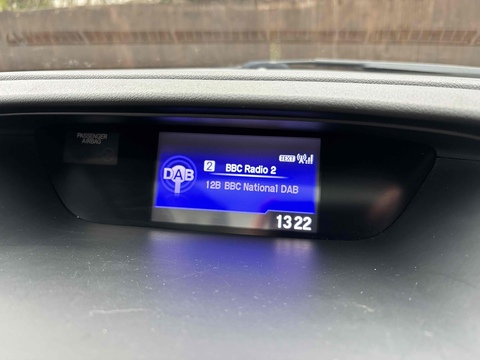 PASSENGER
AIRBAG
TEXT
2 BBC Radio 2
DAB
12B BBC National DAB
13:22